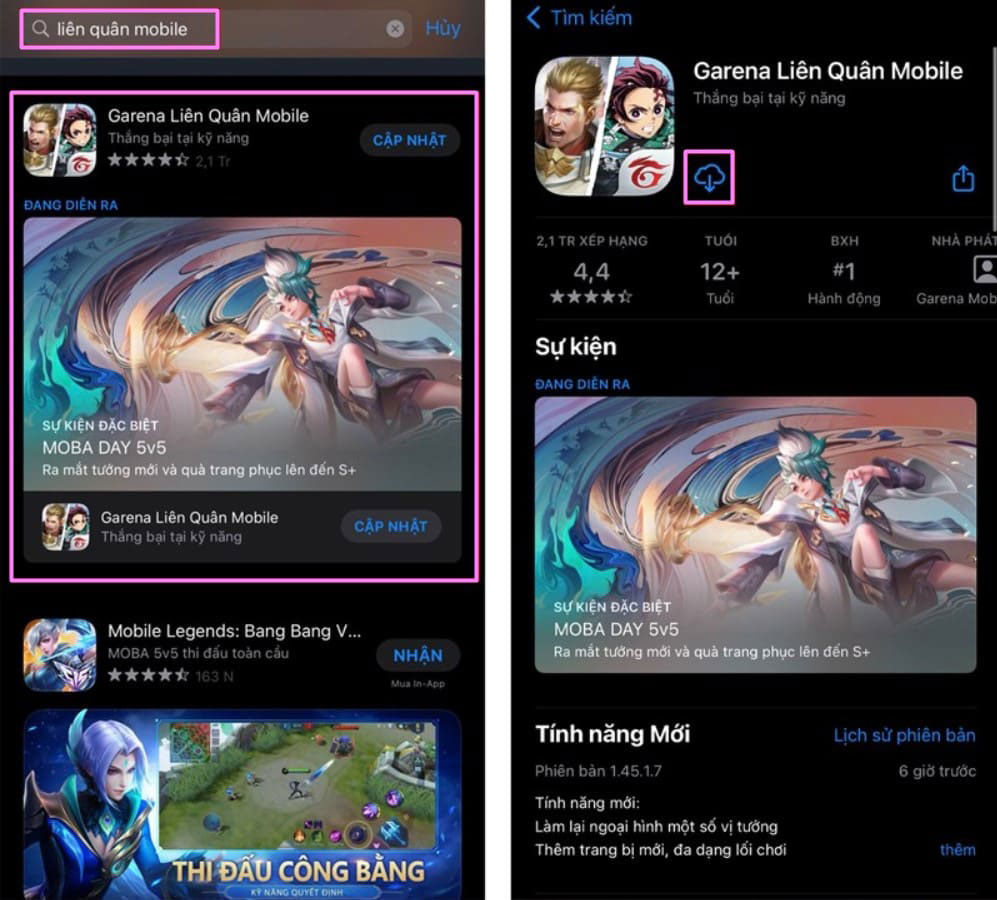 liên quân mobile
Hủy
Garena Liên Quân Mobile
Thắng bại tại kỹ năng
CẬP NHẬT
2,1 Tr
ĐANG DIỄN RA
SỰ KIỆN ĐẶC BIỆT
MOBA DAY 5v5
Ra mắt tướng mới và quà trang phục lên đến S+
Garena Liên Quân Mobile
Thắng bại tại kỹ năng
CẬP NHẬT
Mobile Legends: Bang Bang V...
MOBA 5v5 thi đấu toàn cầu
NHẬN
163 N
Mua In-App
THI ĐẤU CÔNG BẰNG
KỸ NĂNG QUYẾT ĐỊNH
Tìm kiếm
Garena Liên Quân Mobile
Thắng bại tại kỹ năng
2,1 TR XẾP HẠNG
4,4
TUỔI
12+
Tuổi
BXH
#1
Hành động
NHÀ PHÁT
Garena Mob
Sự kiện
ĐANG DIỄN RA
SỰ KIỆN ĐẶC BIỆT
MOBA DAY 5v5
Ra mắt tướng mới và quà trang phục lên đến S+
Tính năng Mới
Lịch sử phiên bản
Phiên bản 1.45.1.7
6 giờ trước
Tính năng mới:
Làm lại ngoại hình một số vị tướng
Thêm trang bị mới, đa dạng lối chơi
thêm